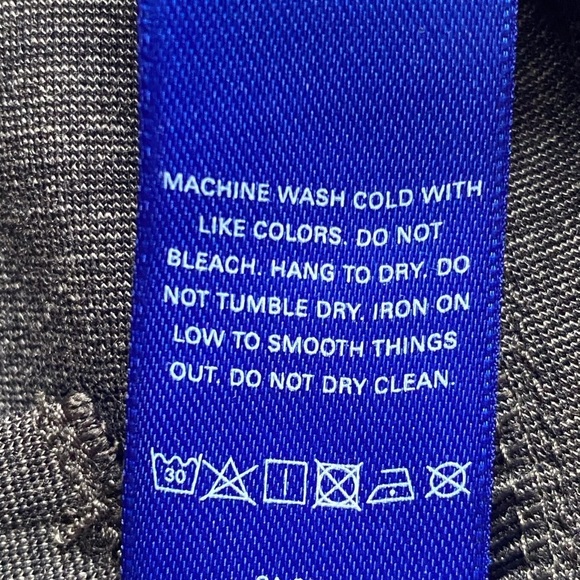 MACHINE WASH COLD WITH
LIKE COLORS. DO NOT
BLEACH. HANG TO DRY. DO
NOT TUMBLE DRY. IRON ON
LOW TO SMOOTH THINGS
OUT. DO NOT DRY CLEAN.
30